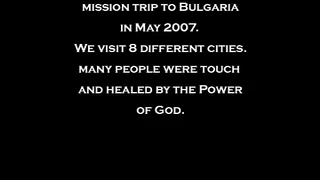 mission trip to Bulgaria
in May 2007.
We visit 8 different cities.
many people were touch
and healed by the Power
of God.